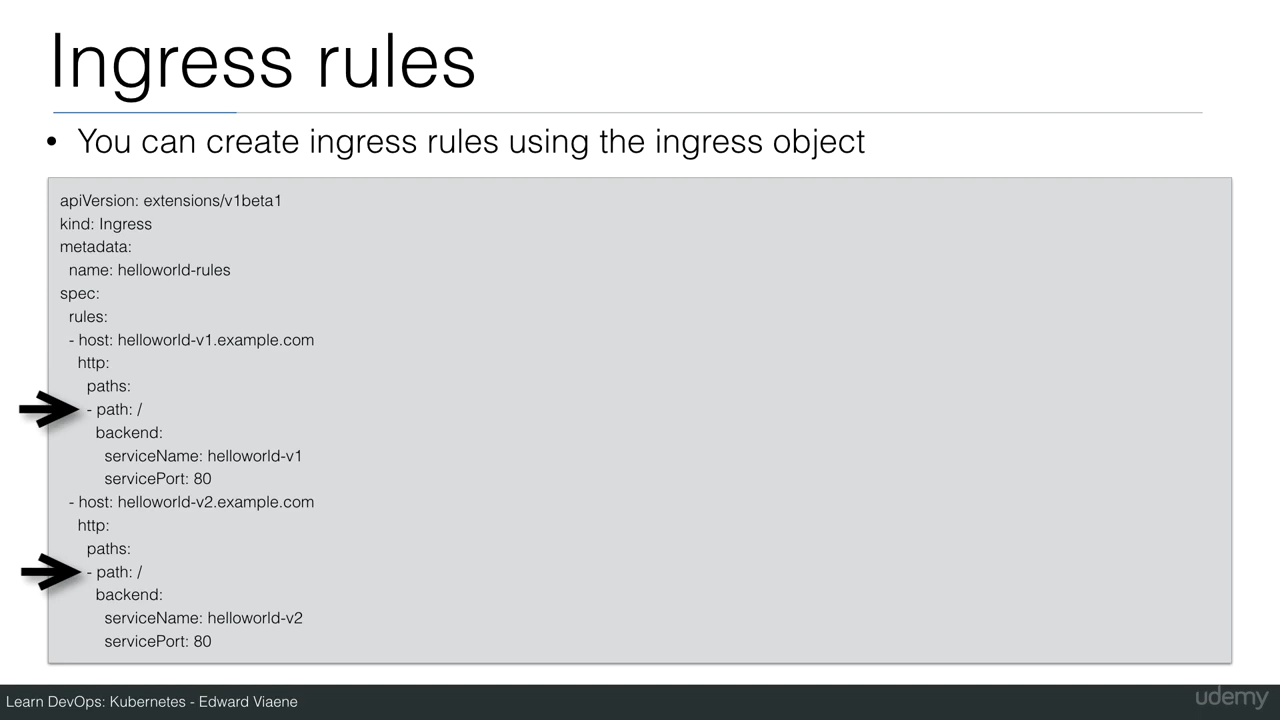 Ingress rules
• You can create ingress rules using the ingress object
apiVersion: extensions/v1beta1
kind: Ingress
metadata:
  name: helloworld-rules
spec:
  rules:
  - host: helloworld-v1.example.com
    http:
      paths:
      - path: /
        backend:
          serviceName: helloworld-v1
          servicePort: 80
  - host: helloworld-v2.example.com
    http:
      paths:
      - path: /
        backend:
          serviceName: helloworld-v2
          servicePort: 80
Learn DevOps: Kubernetes - Edward Viaene
udemy